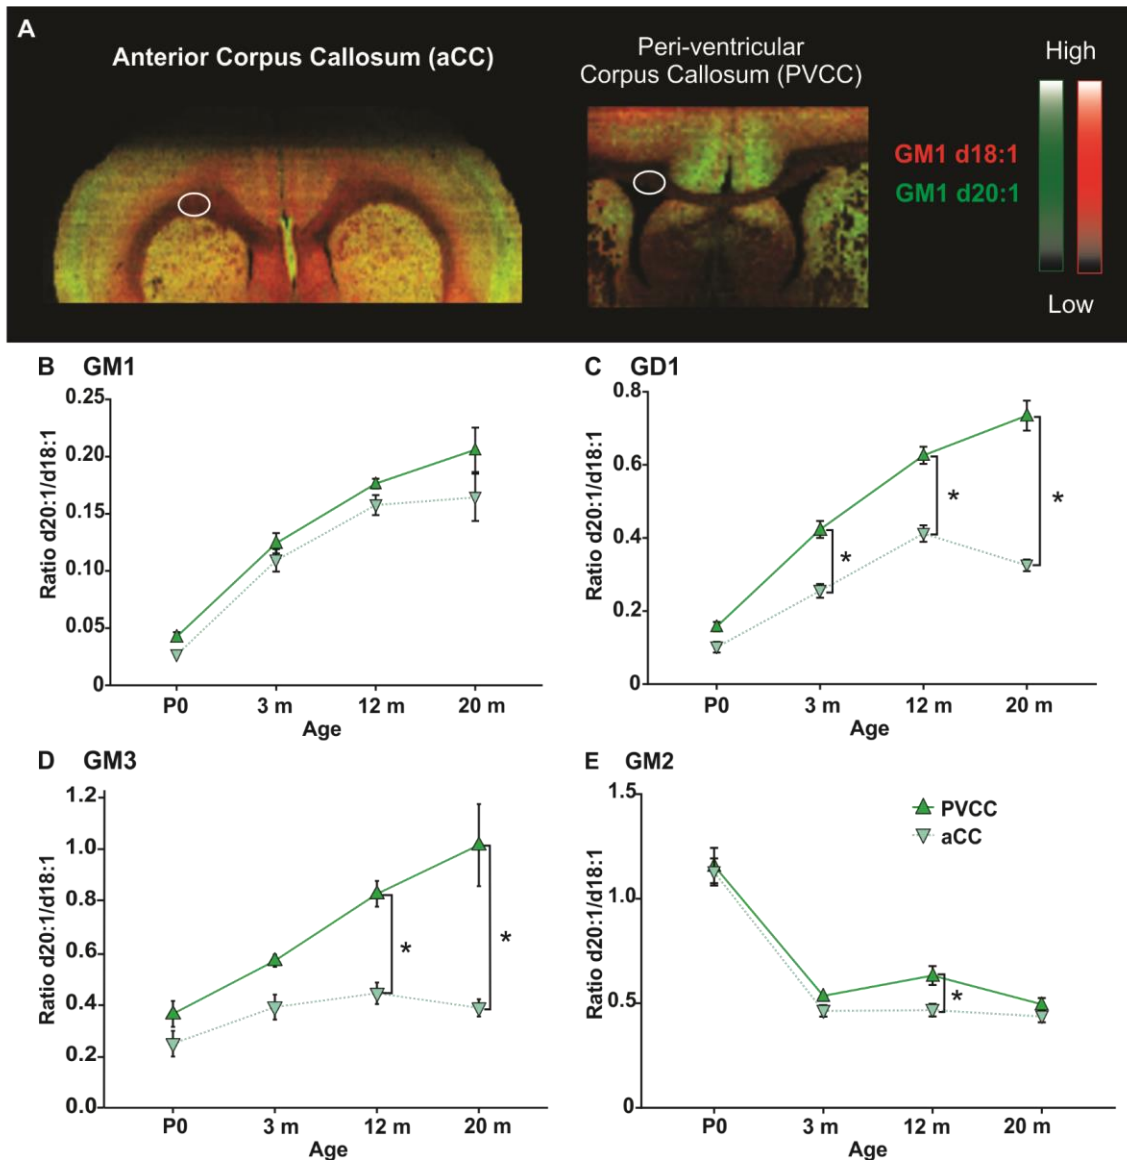 A
Anterior Corpus Callosum (aCC)
Peri-ventricular
Corpus Callosum (PVCC)
High
GM1 d18:1
GM1 d20:1
Low
B GM1
Ratio d20:1/d18:1
0.25
0.20
0.15
0.10
0.05
0
P0 3 m 12 m 20 m
Age
C GD1
Ratio d20:1/d18:1
0.8
0.6
0.4
0.2
0
* * *
P0 3 m 12 m 20 m
Age
D GM3
Ratio d20:1/d18:1
1.2
1.0
0.8
0.6
0.4
0.2
0.0
* *
P0 3 m 12 m 20 m
Age
E GM2
Ratio d20:1/d18:1
1.5
1.0
0.5
0
PVCC
aCC
*
P0 3 m 12 m 20 m
Age